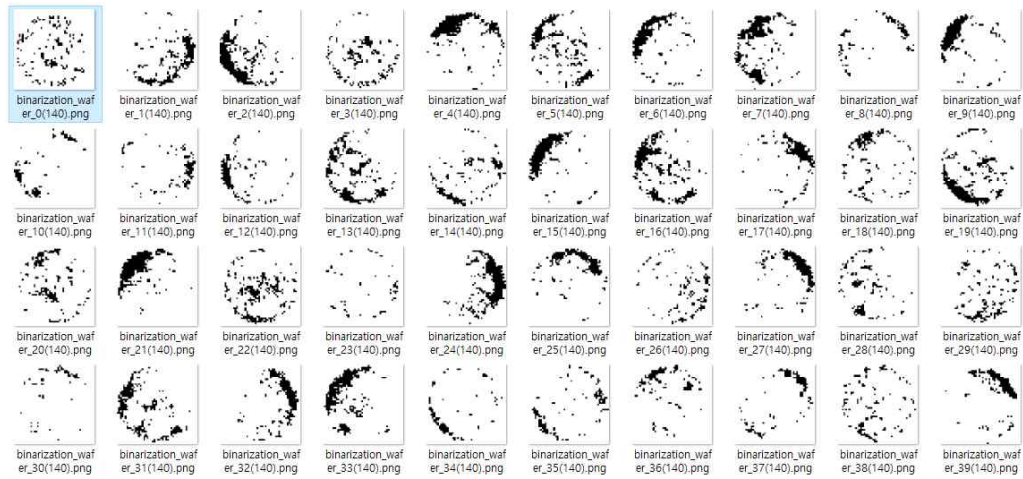 binarization_waf
er_0(140).png
binarization_waf
er_1(140).png
binarization_waf
er_2(140).png
binarization_waf
er_3(140).png
binarization_waf
er_4(140).png
binarization_waf
er_5(140).png
binarization_waf
er_6(140).png
binarization_waf
er_7(140).png
binarization_waf
er_8(140).png
binarization_waf
er_9(140).png
binarization_waf
er_10(140).png
binarization_waf
er_11(140).png
binarization_waf
er_12(140).png
binarization_waf
er_13(140).png
binarization_waf
er_14(140).png
binarization_waf
er_15(140).png
binarization_waf
er_16(140).png
binarization_waf
er_17(140).png
binarization_waf
er_18(140).png
binarization_waf
er_19(140).png
binarization_waf
er_20(140).png
binarization_waf
er_21(140).png
binarization_waf
er_22(140).png
binarization_waf
er_23(140).png
binarization_waf
er_24(140).png
binarization_waf
er_25(140).png
binarization_waf
er_26(140).png
binarization_waf
er_27(140).png
binarization_waf
er_28(140).png
binarization_waf
er_29(140).png
binarization_waf
er_30(140).png
binarization_waf
er_31(140).png
binarization_waf
er_32(140).png
binarization_waf
er_33(140).png
binarization_waf
er_34(140).png
binarization_waf
er_35(140).png
binarization_waf
er_36(140).png
binarization_waf
er_37(140).png
binarization_waf
er_38(140).png
binarization_waf
er_39(140).png